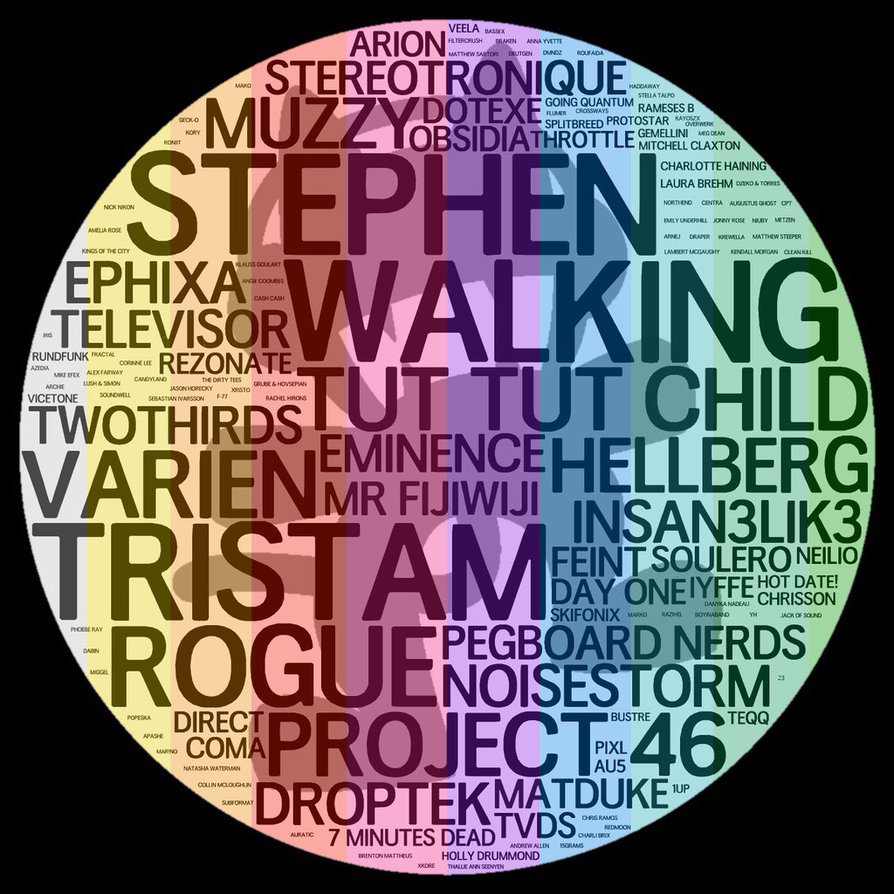 VEELA BASSEX
ARION FILTERCRUSH BRAKEN ANNA YVETTE
MATTHEW SARTORI DMNDZ ROUFAIDA
STEREOTRONIQUE
MAKO HADDAWAY
STELLA TALPO
MUZZY DOTEXE GOING QUANTUM RAMESES B
FLUMER CROSSWAYS
GECK-O SPLITBREED PROTOSTAR KAYOSZX
OVERWERK
KORY OBSIDIA THROTTLE GEMELLINI MEG DEAN
RONIIT MITCHELL CLAXTON
STEPHEN
CHARLOTTE HAINING
LAURA BREHM DZEKO & TORRES
NICK NIKON NORTHEND CENTRA AUGUSTUS GHOST CPT
AMELIA ROSE EMILY UNDERHILL JONNY ROSE NIUBY METZEN
ARNEJ DRAPER KREWELLA MATTHEW STEEPER
KINGS OF THE CITY LAMBERT MCGAUGHY KENDALL MORGAN CLEAN KILL
KLAUSS GOULART
EPHIXA ANGIE COOMBES WALKING
CASH CASH
TELEVISOR
IRIS
RUNDFUNK FRACTAL CORINNE LEE REZONATE
AZEDIA MIKE EFEX ALEX FARWAY
CANDYLAND THE DIRTY TEES
ARCHIE LUSH & SIMON JASON HORECKY XRISTO GRUBE & HOVSEPIAN
VICETONE SOUNDWELL SEBASTIAN IVARSSON F-77 RACHEL HIRONS
TUT TUT CHILD
TWOTHIRDS
EMINENCE HELLBERG
VARIEN MR FIJIWIJI
INSAN3LIK3
TRISTAM FEINT SOULERO NEILIO
DAY ONE IYFFE HOT DATE!
CHRISSON
DANYKA NADEAU
SKIFONIX MARKO RAZIHEL BOYINABAND YH JACK OF SOUND
PHOEBE RAY
ROGUE PEGBOARD NERDS
DABIN
MIGGEL NOISESTORM 23
POPESKA DIRECT PROJECT 46 BUSTRE TEQQ
APASHE
MARNO COMA PIXL
AU5
NATASHA WATERMAN
COLLIN MCLOUGHLIN MATDUKE 1UP
SUBFORMAT DROPTEK
TVDS CHRIS RAMOS
REDMOON
AURATIC 7 MINUTES DEAD CHARLI BRIX
ANDREW ALLEN 15GRAMS
BRENTON MATTHEUS HOLLY DRUMMOND
XKORE THALLIE ANN SEENYEN